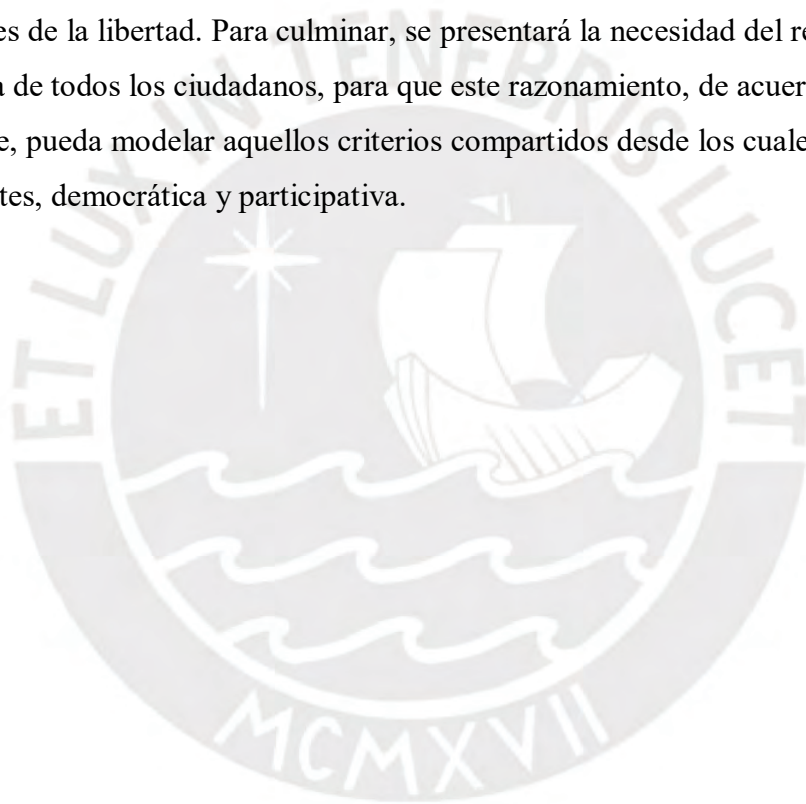 es de la libertad. Para culminar, se presentará la necesidad del re
a de todos los ciudadanos, para que este razonamiento, de acuer
e, pueda modelar aquellos criterios compartidos desde los cuale
tes, democrática y participativa.
ET LUX IN TENEBRIS LUCET
MCMXVII